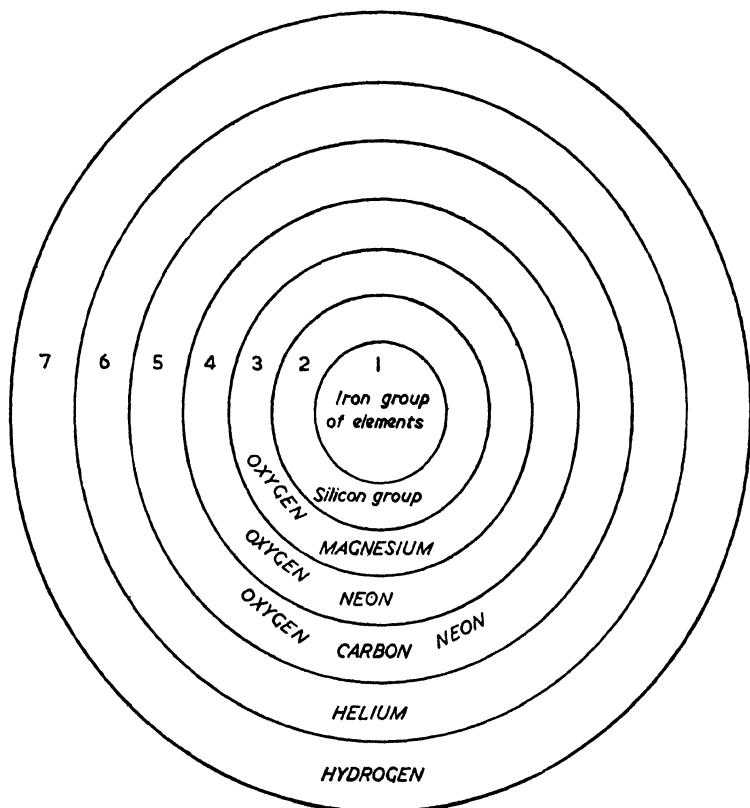 7 6 5 4 3 2 1
Iron group
of elements
Silicon group
OXYGEN
MAGNESIUM
OXYGEN
NEON
OXYGEN
CARBON
NEON
HELIUM
HYDROGEN